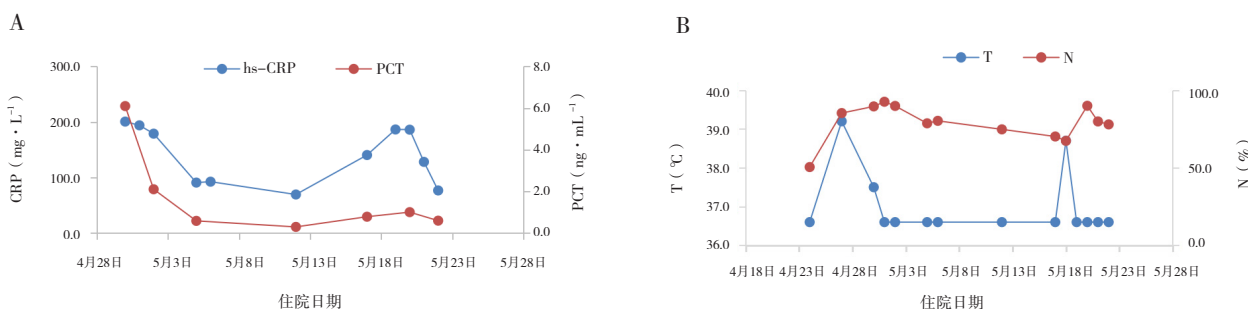 A
hs-CRP PCT
CRP（mg·L⁻¹）
300.0
200.0
100.0
0.0
8.0
6.0
4.0
2.0
0.0
PCT（ng·mL⁻¹）
4月28日 5月3日 5月8日 5月13日 5月18日 5月23日 5月28日
住院日期
B
T N
T（℃）
40.0
39.0
38.0
37.0
36.0
100.0
50.0
0.0
N（%）
4月18日 4月23日 4月28日 5月3日 5月8日 5月13日 5月18日 5月23日 5月28日
住院日期